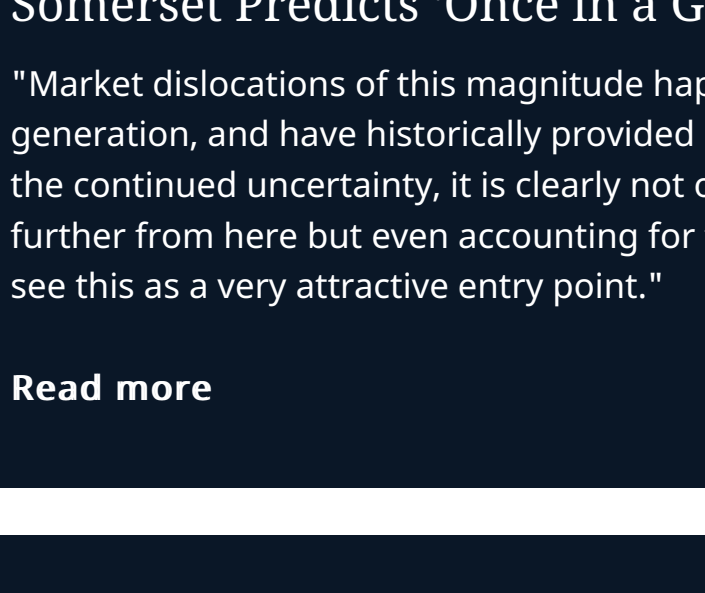 Somerset Predicts 'Once in a G
"Market dislocations of this magnitude hap
generation, and have historically provided
the continued uncertainty, it is clearly not
further from here but even accounting for
see this as a very attractive entry point."
Read more